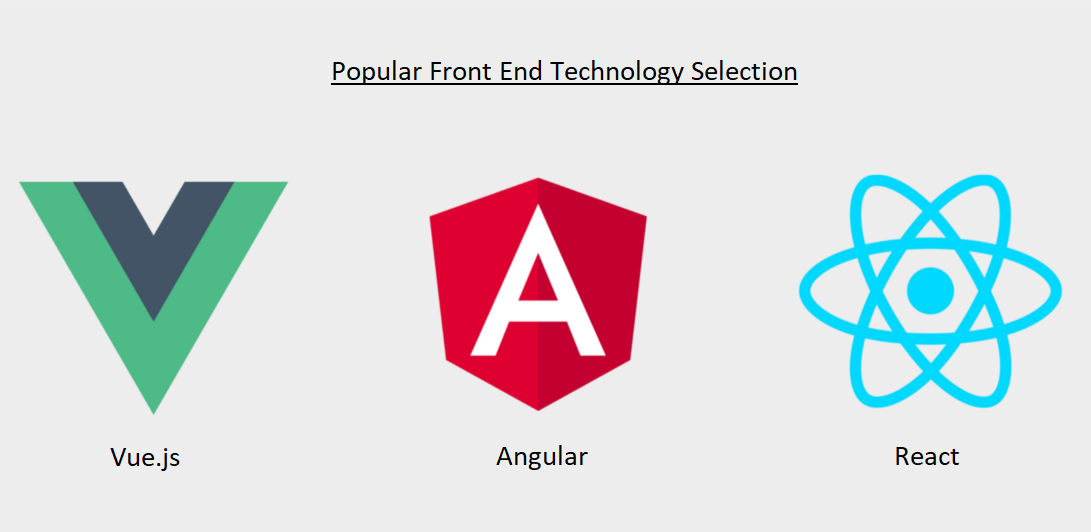 Popular Front End Technology Selection
A
Vue.js
Angular
React